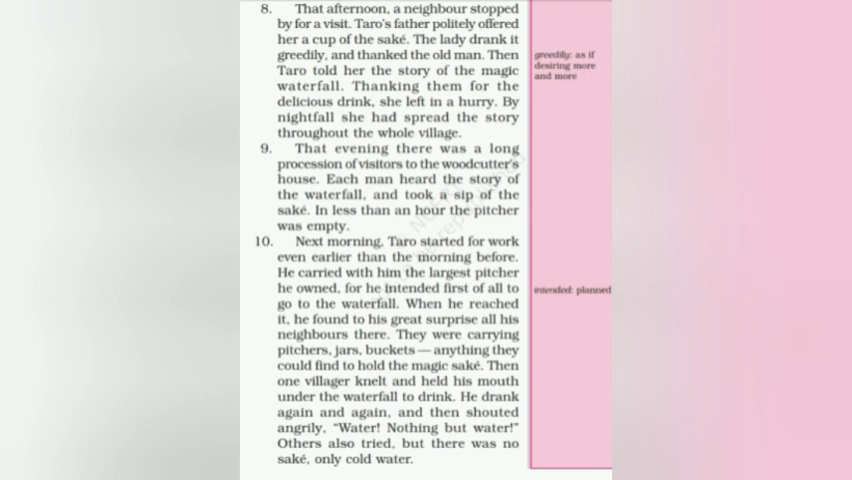 8. That afternoon, a neighbour stopped
by for a visit. Taro's father politely offered
her a cup of the saké. The lady drank it
greedily, and thanked the old man. Then
Taro told her the story of the magic
waterfall. Thanking them for the
delicious drink, she left in a hurry. By
nightfall she had spread the story
throughout the whole village.
greedily: as if
desiring more
and more
9. That evening there was a long
procession of visitors to the woodcutter's
house. Each man heard the story of
the waterfall, and took a sip of the
saké. In less than an hour the pitcher
was empty.
10. Next morning, Taro started for work
even earlier than the morning before.
He carried with him the largest pitcher
he owned, for he intended first of all to
go to the waterfall. When he reached
it, he found to his great surprise all his
neighbours there. They were carrying
pitchers, jars, buckets — anything they
could find to hold the magic saké. Then
one villager knelt and held his mouth
under the waterfall to drink. He drank
again and again, and then shouted
angrily, “Water! Nothing but water!”
Others also tried, but there was no
saké, only cold water.
intended: planned